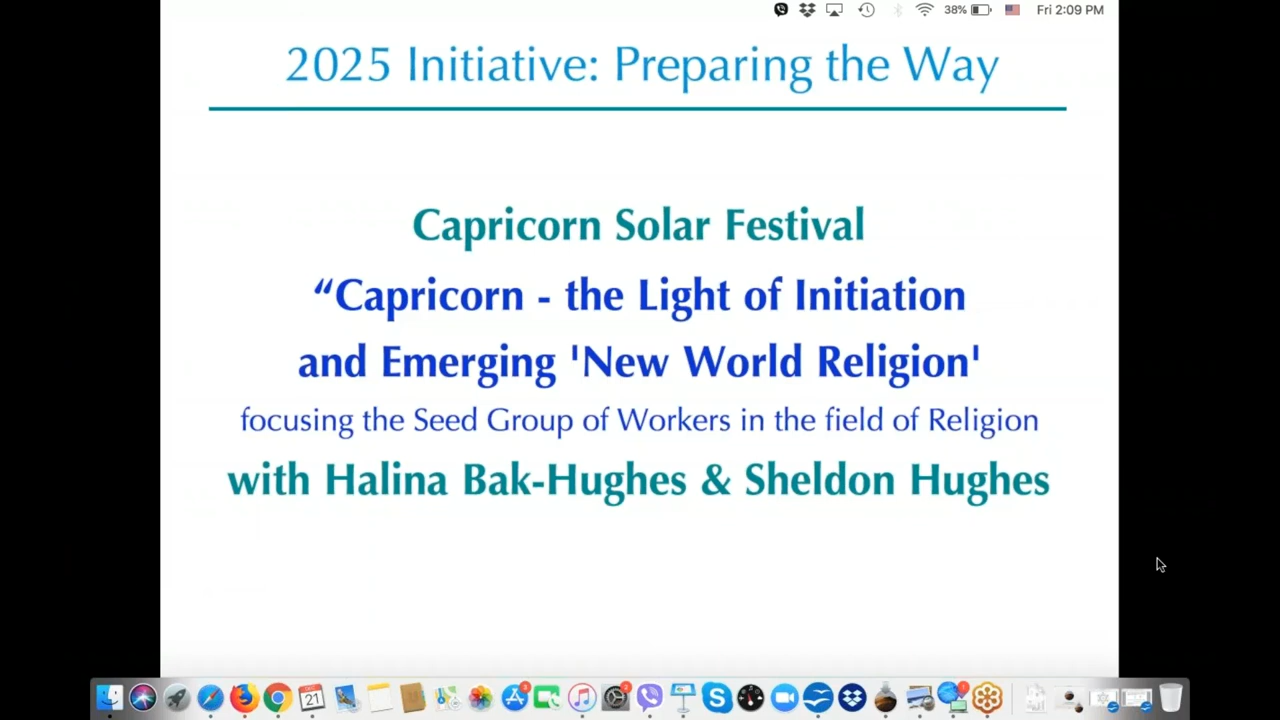 38%
Fri 2:09 PM
2025 Initiative: Preparing the Way
Capricorn Solar Festival
“Capricorn - the Light of Initiation
and Emerging 'New World Religion'
focusing the Seed Group of Workers in the field of Religion
with Halina Bak-Hughes & Sheldon Hughes
21